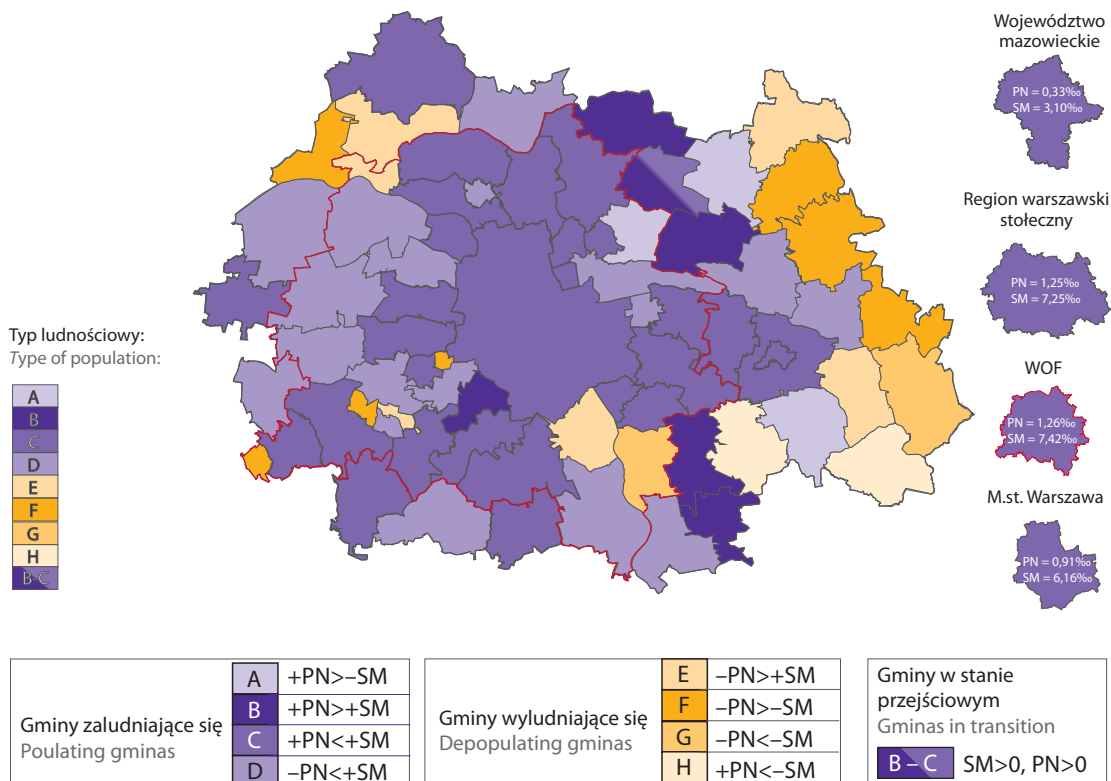 Województwo
mazowieckie
PN = 0,33‰
SM = 3,10‰
Region warszawski
stołeczny
PN = 1,25‰
SM = 7,25‰
WOF
PN = 1,26‰
SM = 7,42‰
M.st. Warszawa
PN = 0,91‰
SM = 6,16‰
Typ ludnościowy:
Type of population:
A
B
C
D
E
F
G
H
B-C
Gminy zaludniające się
Poulating gminas
A +PN>–SM
B +PN>+SM
C +PN<+SM
D –PN<+SM
Gminy wyludniające się
Depopulating gminas
E –PN>+SM
F –PN>–SM
G –PN<–SM
H +PN<–SM
Gminy w stanie
przejściowym
Gminas in transition
B – C SM>0, PN>0